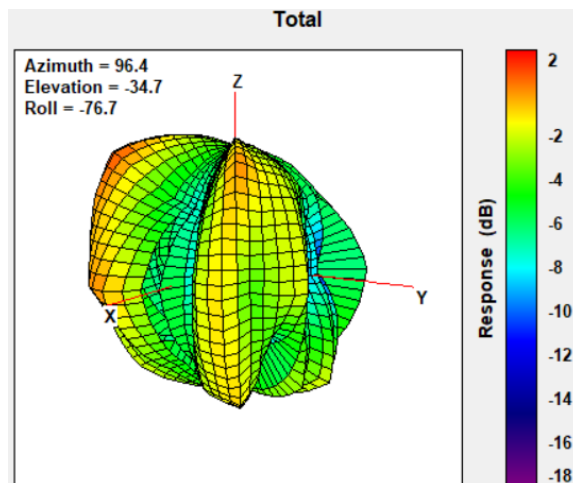 Total
Azimuth = 96.4
Elevation = -34.7
Roll = -76.7
Z
Y
X
2
-2
-4
-6
-8
-10
-12
-14
-16
-18
Response (dB)